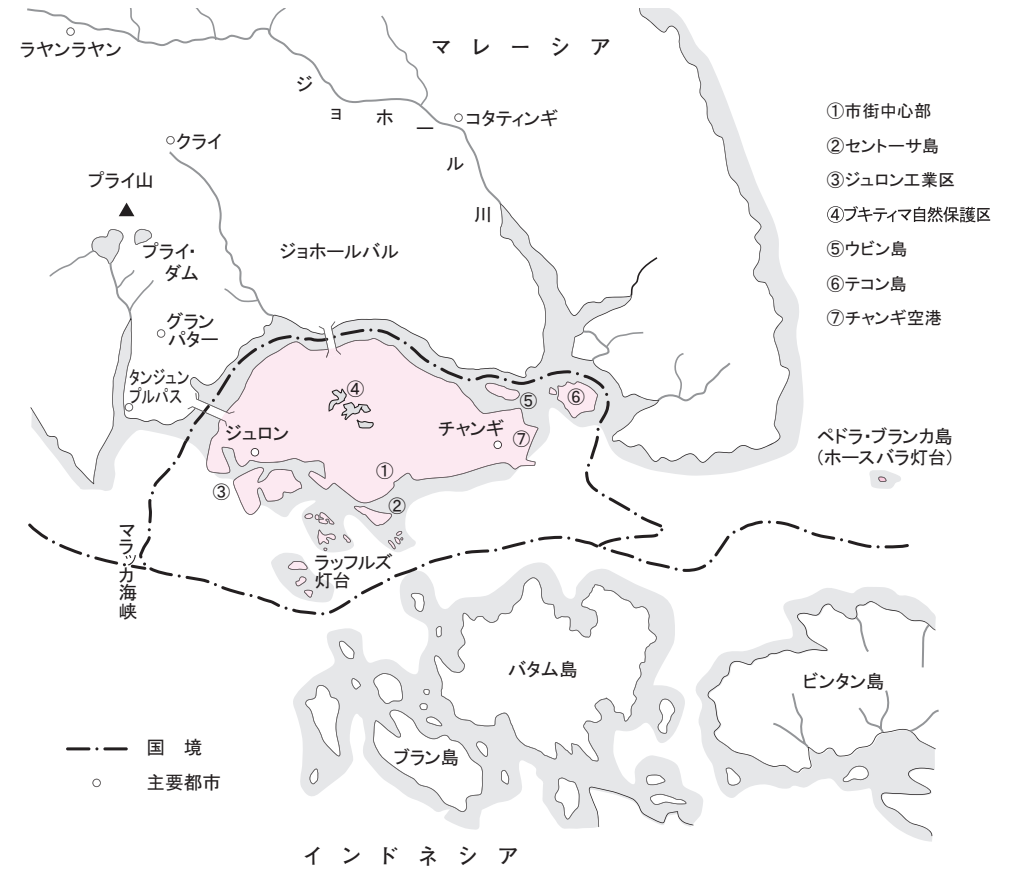 マレーシア
ラヤンラヤン
ジョホール川
コタティンギ
クライ
プライ山
プライ・
ダム
ジョホールバル
グラン
パター
タンジュン
プルパス
①市街中心部
②セントーサ島
③ジュロン工業区
④ブキティマ自然保護区
⑤ウビン島
⑥テコン島
⑦チャンギ空港
④
⑤
⑥
ジュロン
チャンギ
⑦
①
③
②
ペドラ・ブランカ島
(ホースバラ灯台)
マラッカ海峡
ラッフルズ
灯台
バタム島
ビンタン島
ブラン島
国 境
主要都市
インドネシア